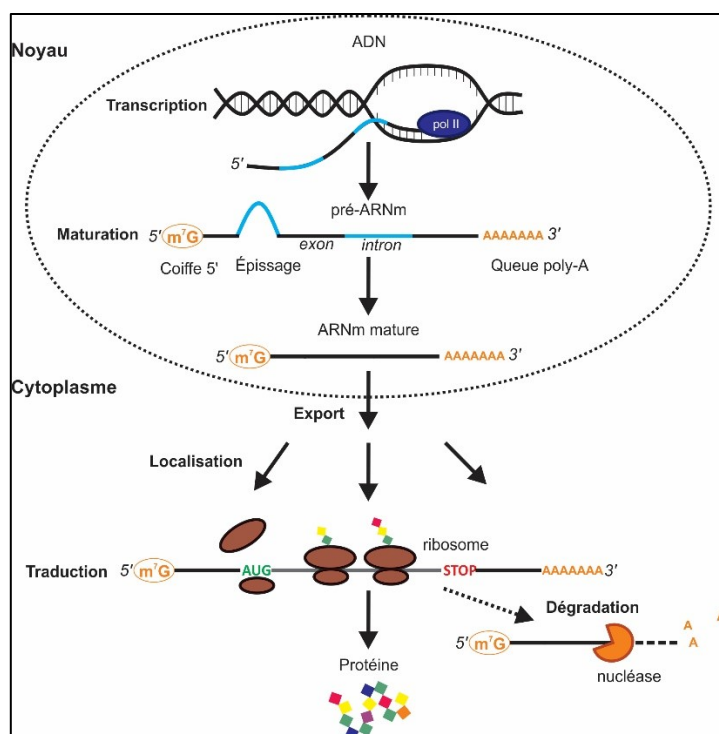 ADN
Noyau
Transcription
pol II
5'
pré-ARNm
Maturation 5' m⁷G exon intron AAAAAAA 3'
Coiffe 5' Épissage Queue poly-A
ARNm mature
5' m⁷G AAAAAAA 3'
Cytoplasme
Export
Localisation
ribosome
Traduction 5' m⁷G AUG STOP AAAAAAA 3'
Dégradation
A
5' m⁷G A
nucléase
Protéine